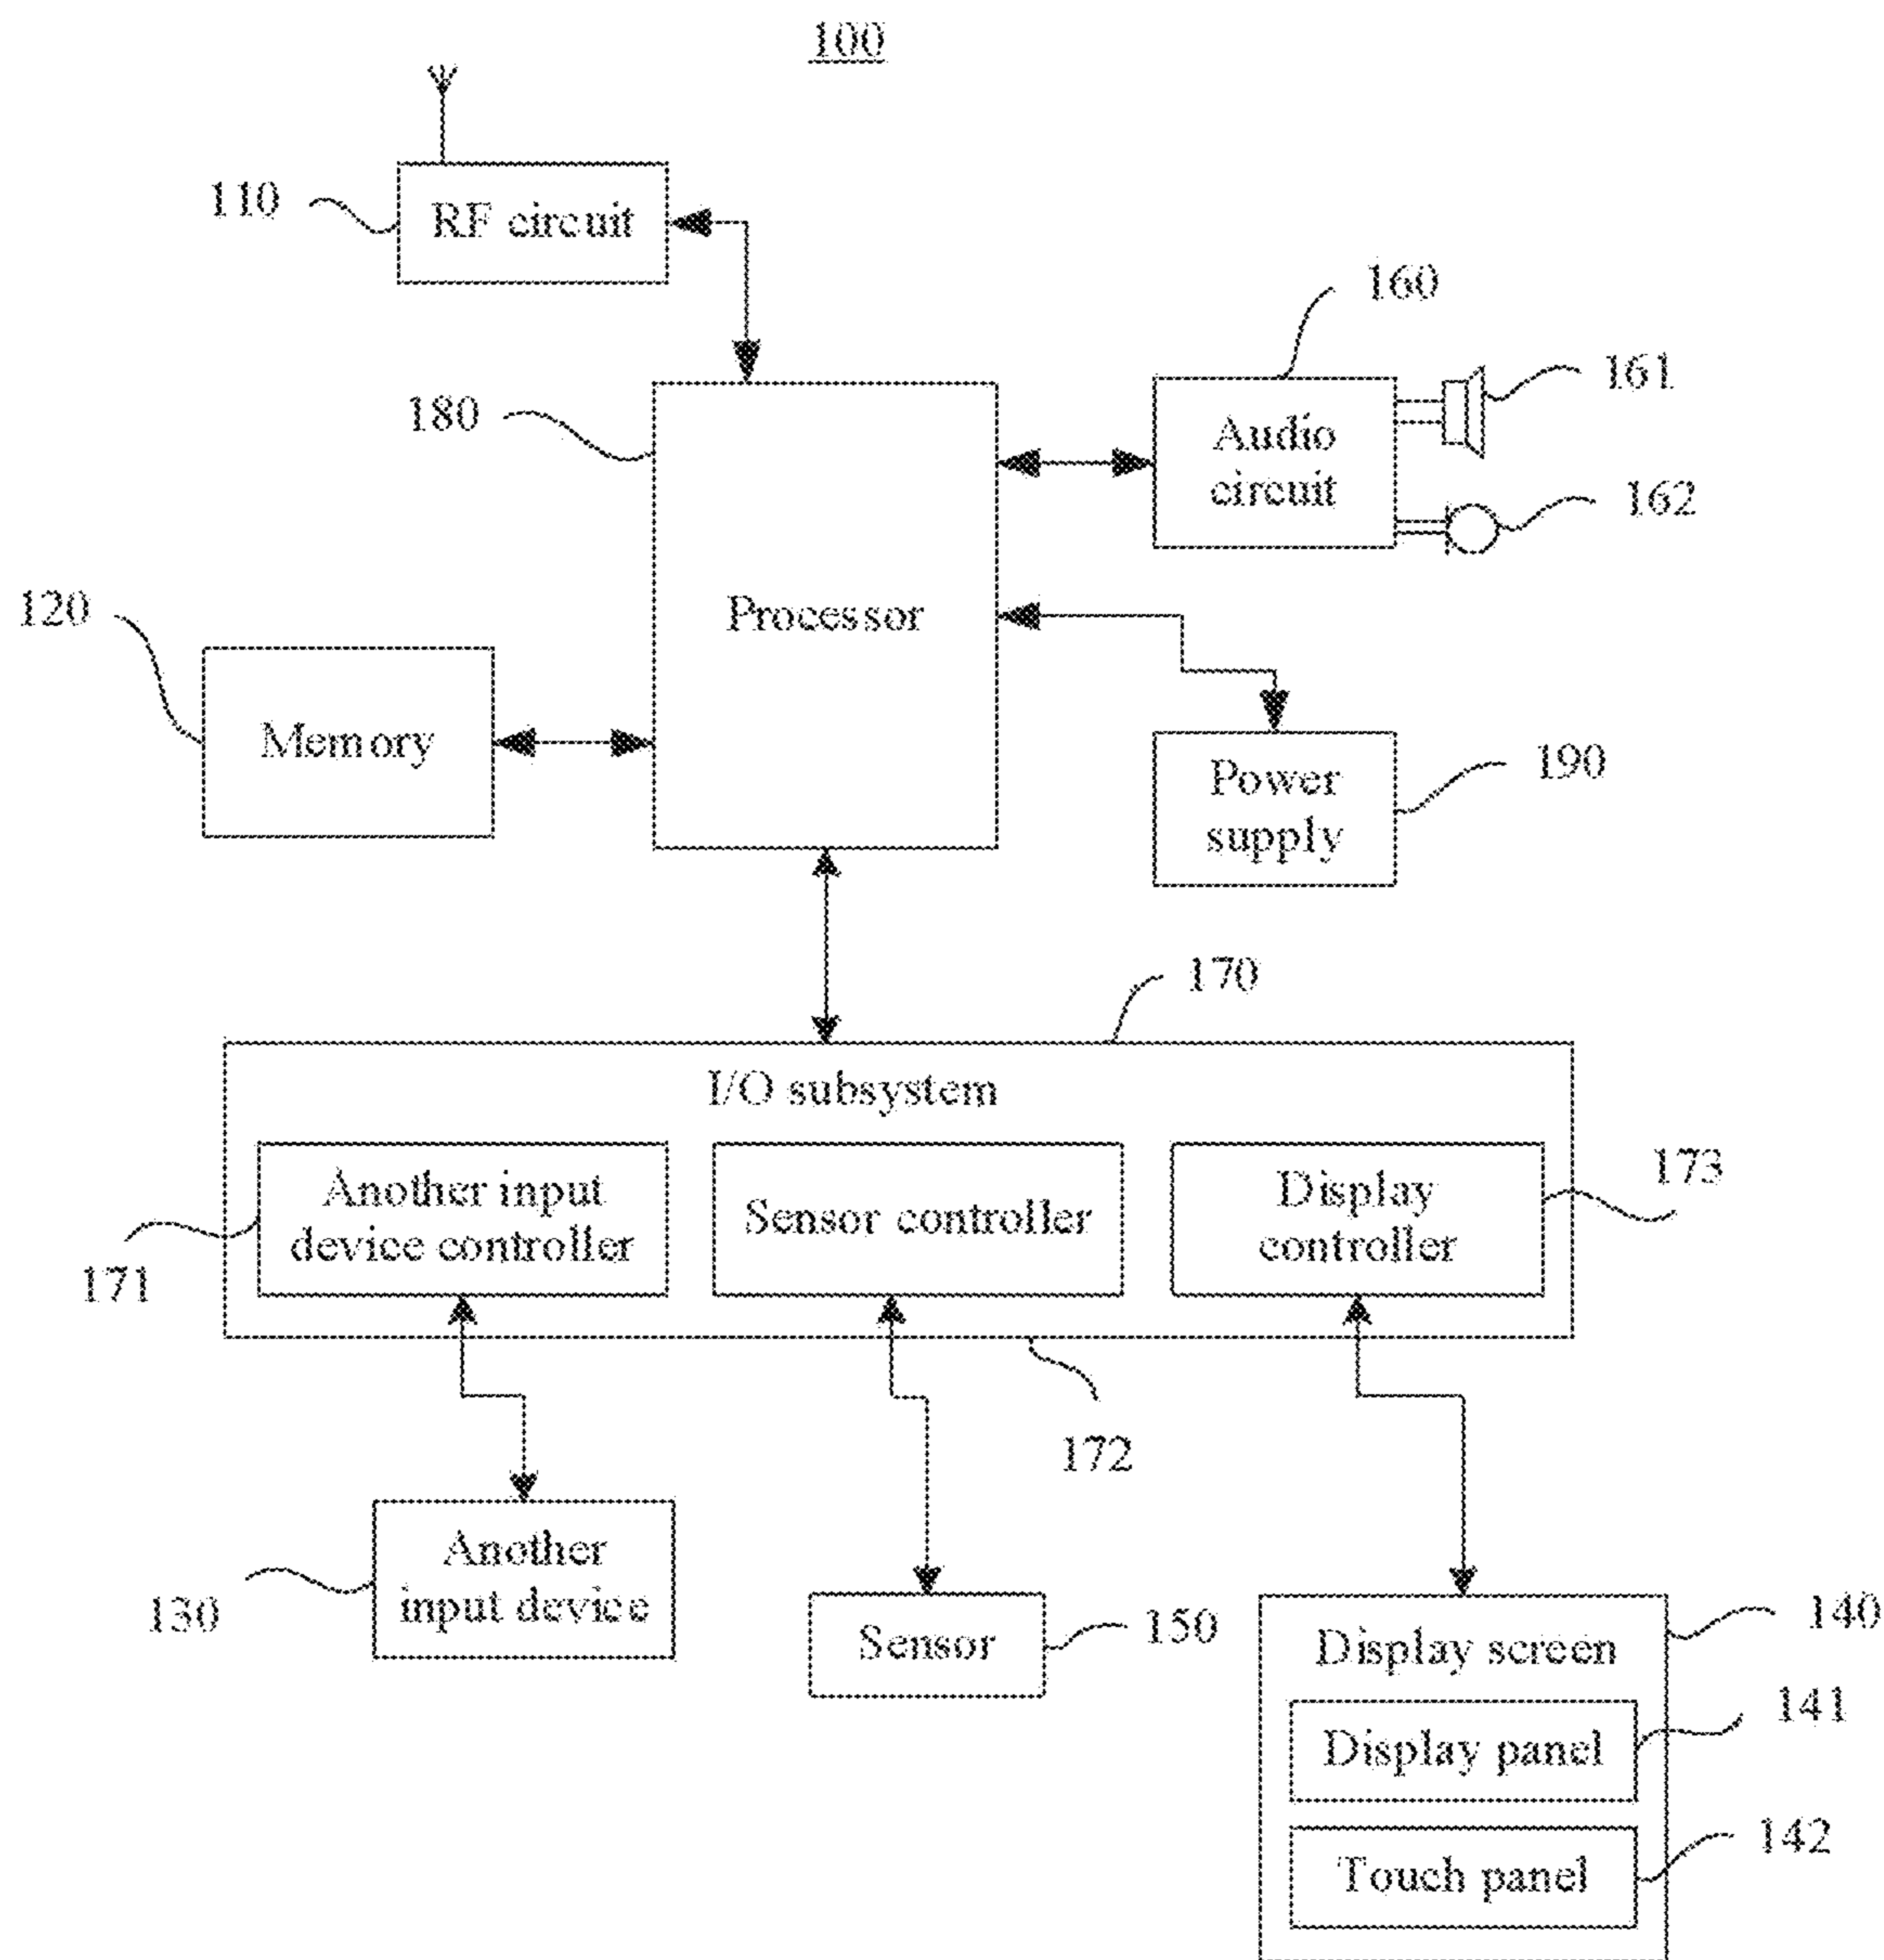 100
110
RF circuit
160
161
180
Audio
circuit
162
120
Processor
Memory
Power
supply
190
170
I/O subsystem
Another input
device controller
Sensor controller
Display
controller
173
171
172
Another
input device
130
Sensor
150
Display screen
140
Display panel
141
Touch panel
142